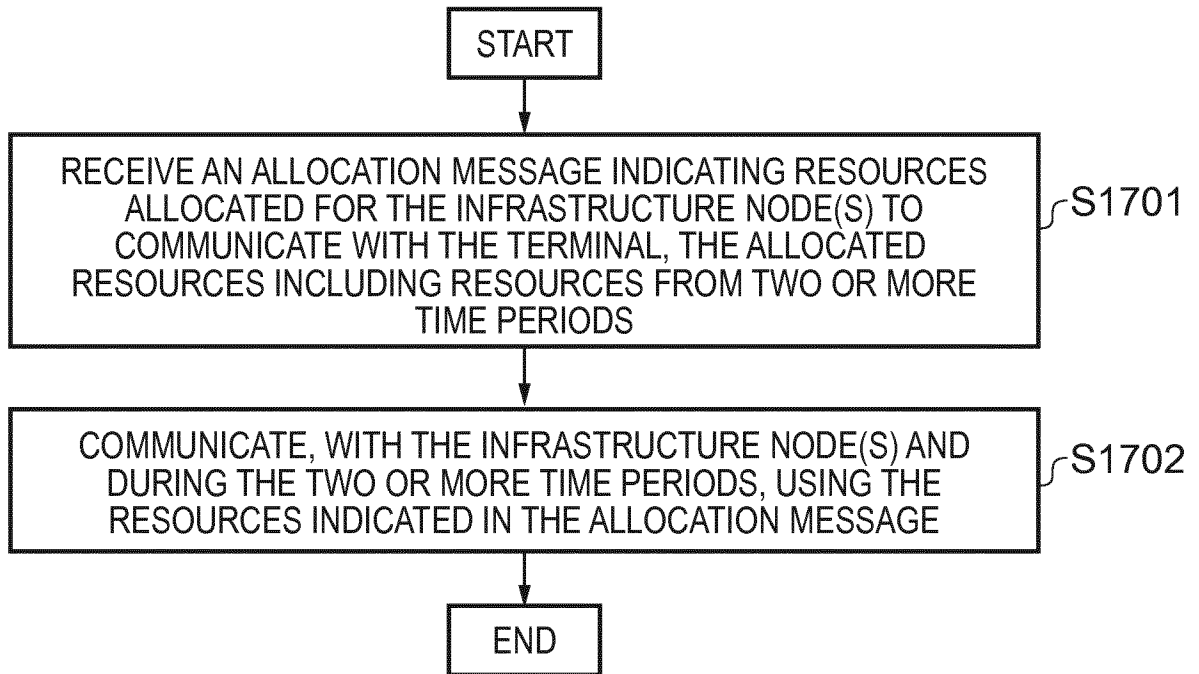 START
RECEIVE AN ALLOCATION MESSAGE INDICATING RESOURCES
ALLOCATED FOR THE INFRASTRUCTURE NODE(S) TO
COMMUNICATE WITH THE TERMINAL, THE ALLOCATED
RESOURCES INCLUDING RESOURCES FROM TWO OR MORE
TIME PERIODS
S1701
COMMUNICATE, WITH THE INFRASTRUCTURE NODE(S) AND
DURING THE TWO OR MORE TIME PERIODS, USING THE
RESOURCES INDICATED IN THE ALLOCATION MESSAGE
S1702
END